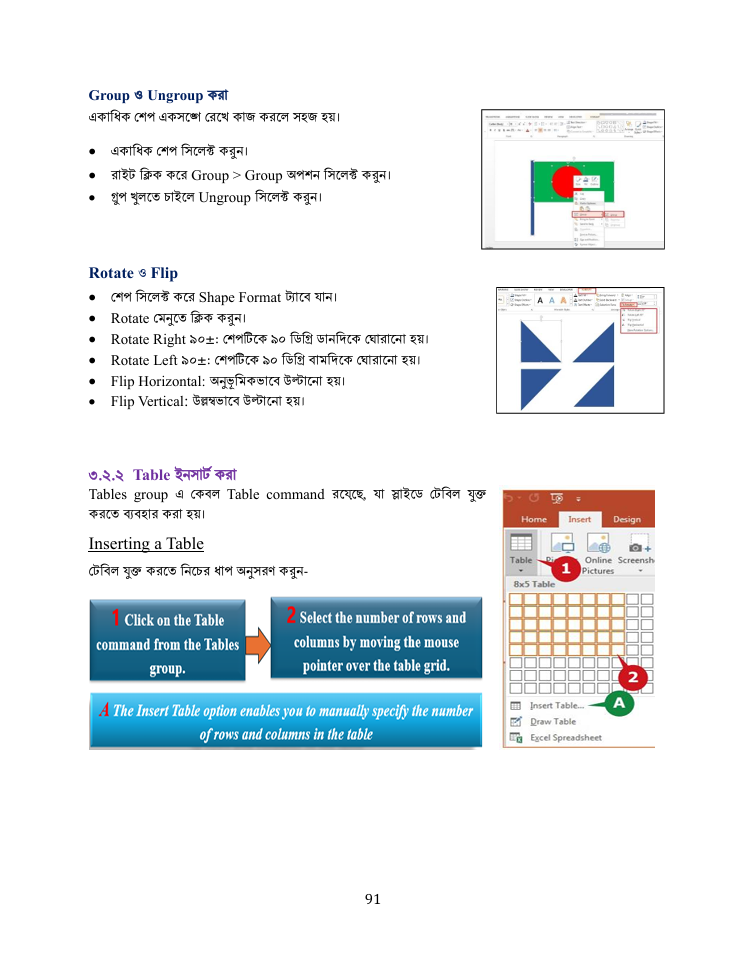 Group ও Ungroup করা
একাধিক শেপ একসঙ্গে রেখে কাজ করলে সহজ হয়।
● একাধিক শেপ সিলেক্ট করুন।
● রাইট ক্লিক করে Group > Group অপশন সিলেক্ট করুন।
● গ্রুপ খুলতে চাইলে Ungroup সিলেক্ট করুন।
Rotate ও Flip
● শেপ সিলেক্ট করে Shape Format ট্যাবে যান।
● Rotate মেনুতে ক্লিক করুন।
● Rotate Right ৯০±: শেপটিকে ৯০ ডিগ্রি ডানদিকে ঘোরানো হয়।
● Rotate Left ৯০±: শেপটিকে ৯০ ডিগ্রি বামদিকে ঘোরানো হয়।
● Flip Horizontal: অনুভূমিকভাবে উল্টানো হয়।
● Flip Vertical: উল্লম্বভাবে উল্টানো হয়।
৩.২.২ Table ইনসার্ট করা
Tables group এ কেবল Table command রয়েছে, যা স্লাইডে টেবিল যুক্ত
করতে ব্যবহার করা হয়।
Inserting a Table
টেবিল যুক্ত করতে নিচের ধাপ অনুসরণ করুন-
1 Click on the Table
command from the Tables
group.
2 Select the number of rows and
columns by moving the mouse
pointer over the table grid.
A The Insert Table option enables you to manually specify the number
of rows and columns in the table
Home Insert Design
Table Online Screensh
1 Pictures
8x5 Table
2
Insert Table... A
Draw Table
Excel Spreadsheet
91